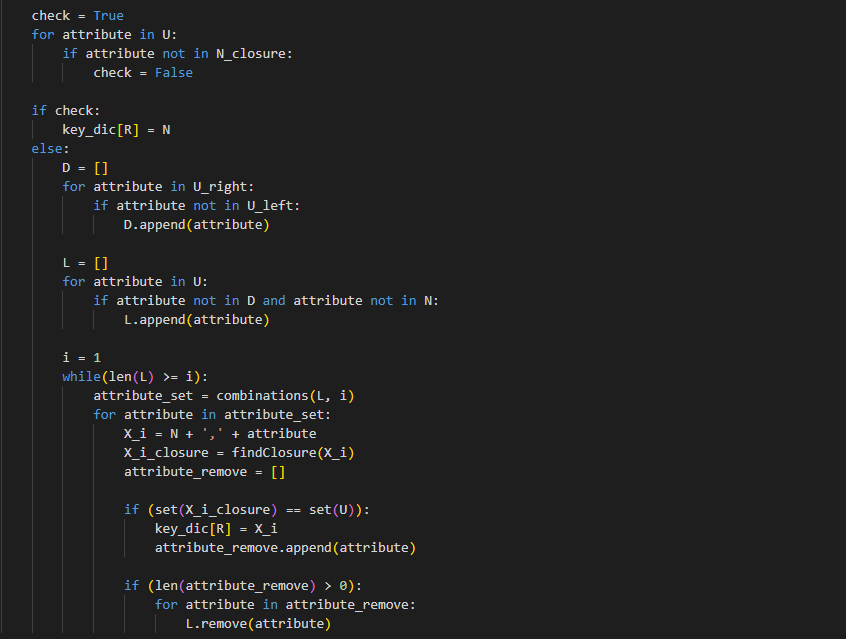 check = True
for attribute in U:
if attribute not in N_closure:
check = False
if check:
key_dic[R] = N
else:
D = []
for attribute in U_right:
if attribute not in U_left:
D.append(attribute)
L = []
for attribute in U:
if attribute not in D and attribute not in N:
L.append(attribute)
i = 1
while(len(L) >= i):
attribute_set = combinations(L, i)
for attribute in attribute_set:
X_i = N + ',' + attribute
X_i_closure = findClosure(X_i)
attribute_remove = []
if (set(X_i_closure) == set(U)):
key_dic[R] = X_i
attribute_remove.append(attribute)
if (len(attribute_remove) > 0):
for attribute in attribute_remove:
L.remove(attribute)